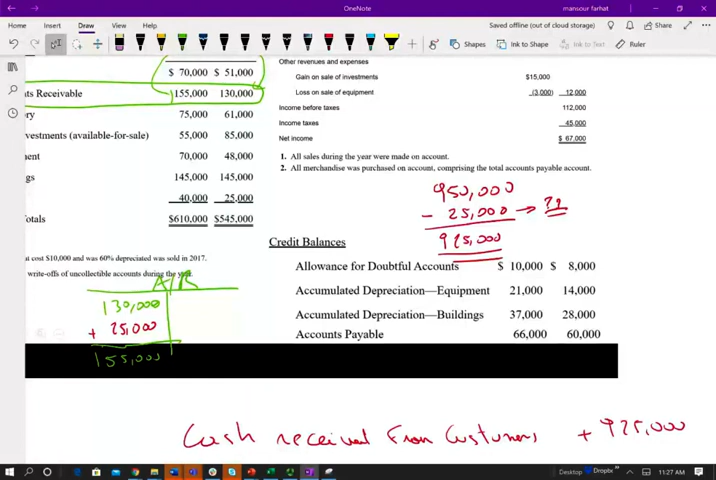 OneNote
mansour farhat
Home Insert Draw View Help
Saved offline (out of cloud storage) Share
Shapes Ink to Shape Ink to Text Ruler
$ 70,000 $ 51,000
ts Receivable 155,000 130,000
ry 75,000 61,000
vestments (available-for-sale) 55,000 85,000
ment 70,000 48,000
gs 145,000 145,000
40,000 25,000
Totals $610,000 $545,000
at cost $10,000 and was 60% depreciated was sold in 2017.
write-offs of uncollectible accounts during the year.
A/R
130,000
+ 25,000
155,000
Other revenues and expenses
Gain on sale of investments $15,000
Loss on sale of equipment (3,000) 12,000
Income before taxes 112,000
Income taxes 45,000
Net income $ 67,000
1. All sales during the year were made on account.
2. All merchandise was purchased on account, comprising the total accounts payable account.
950,000
- 25,000 → ??
925,000
Credit Balances
Allowance for Doubtful Accounts $ 10,000 $ 8,000
Accumulated Depreciation—Equipment 21,000 14,000
Accumulated Depreciation—Buildings 37,000 28,000
Accounts Payable 66,000 60,000
Cash received From Customers + 925,000
Desktop Dropbx 11:27 AM